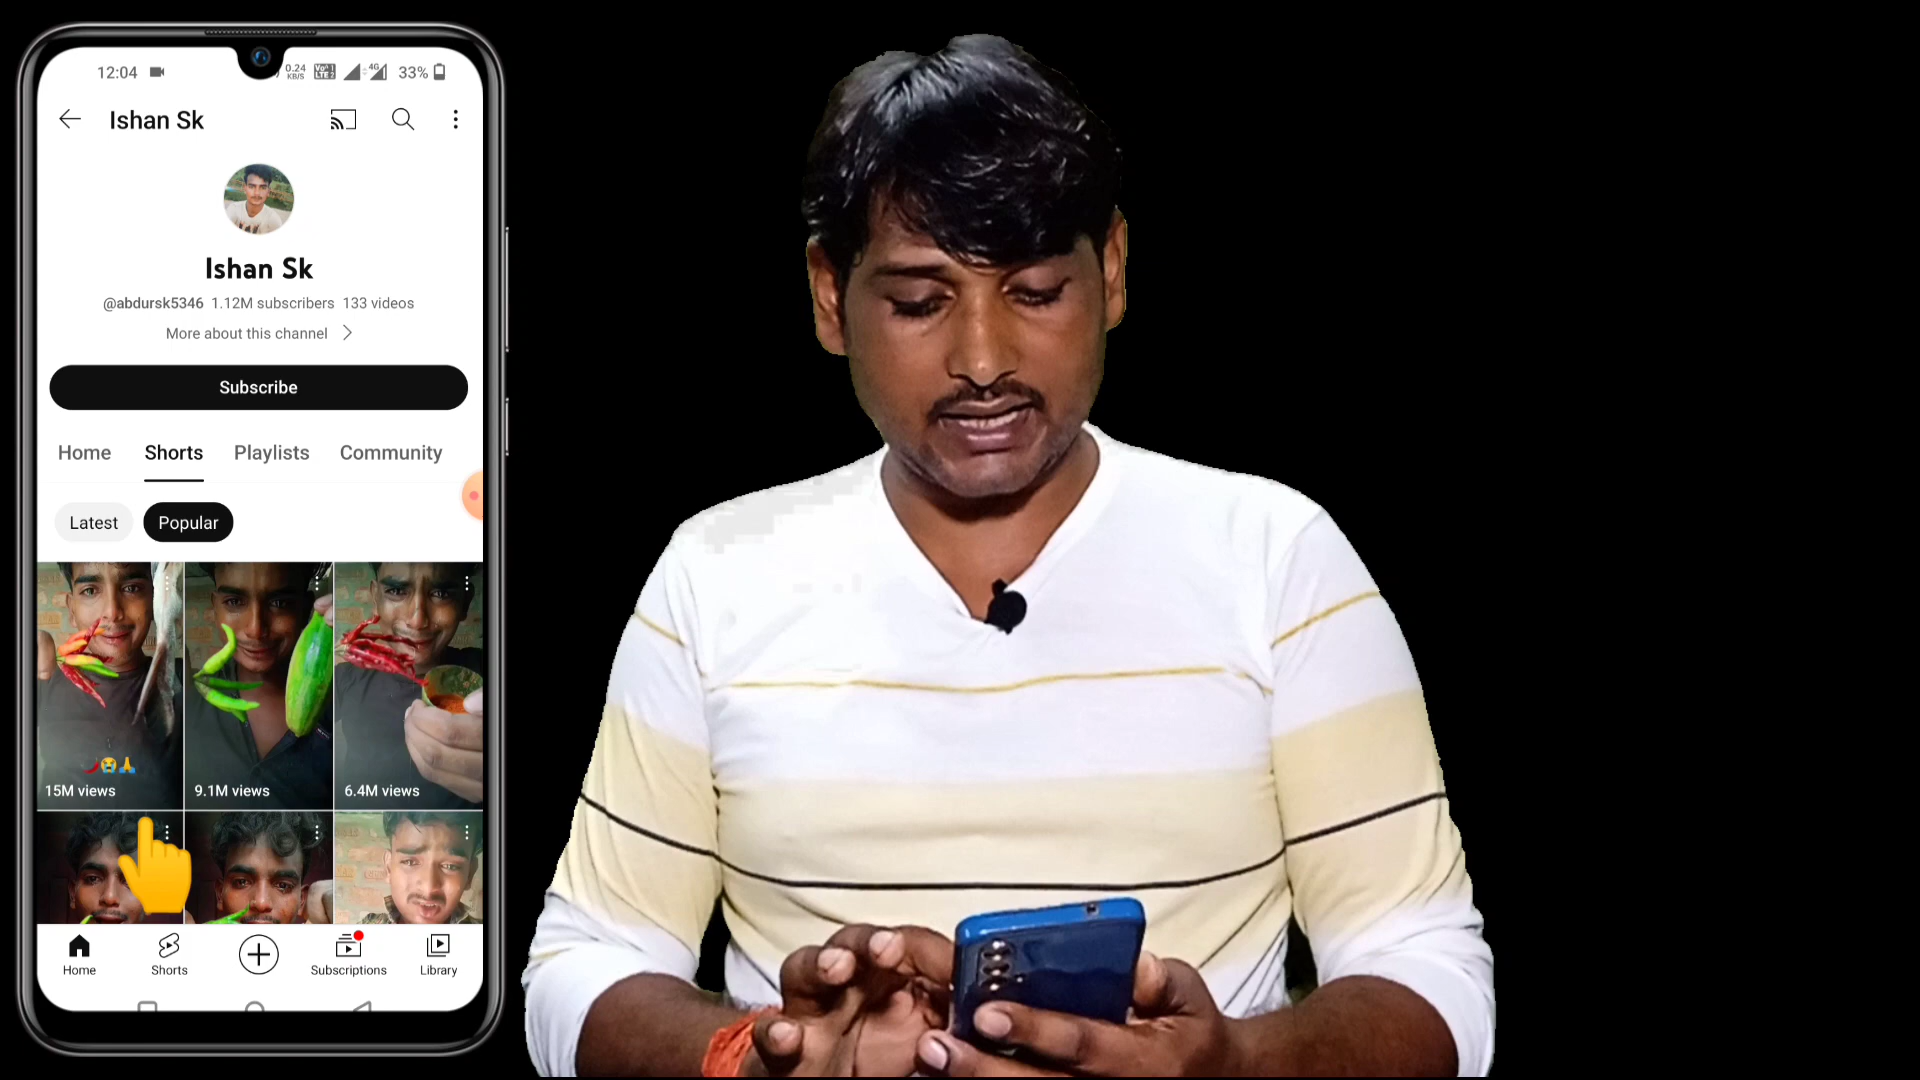 12:04
0.24
KB/S
4G
33%
Ishan Sk
Ishan Sk
@abdursk5346 1.12M subscribers 133 videos
More about this channel
Subscribe
Home Shorts Playlists Community
Latest Popular
15M views 9.1M views 6.4M views
Home Shorts Subscriptions Library